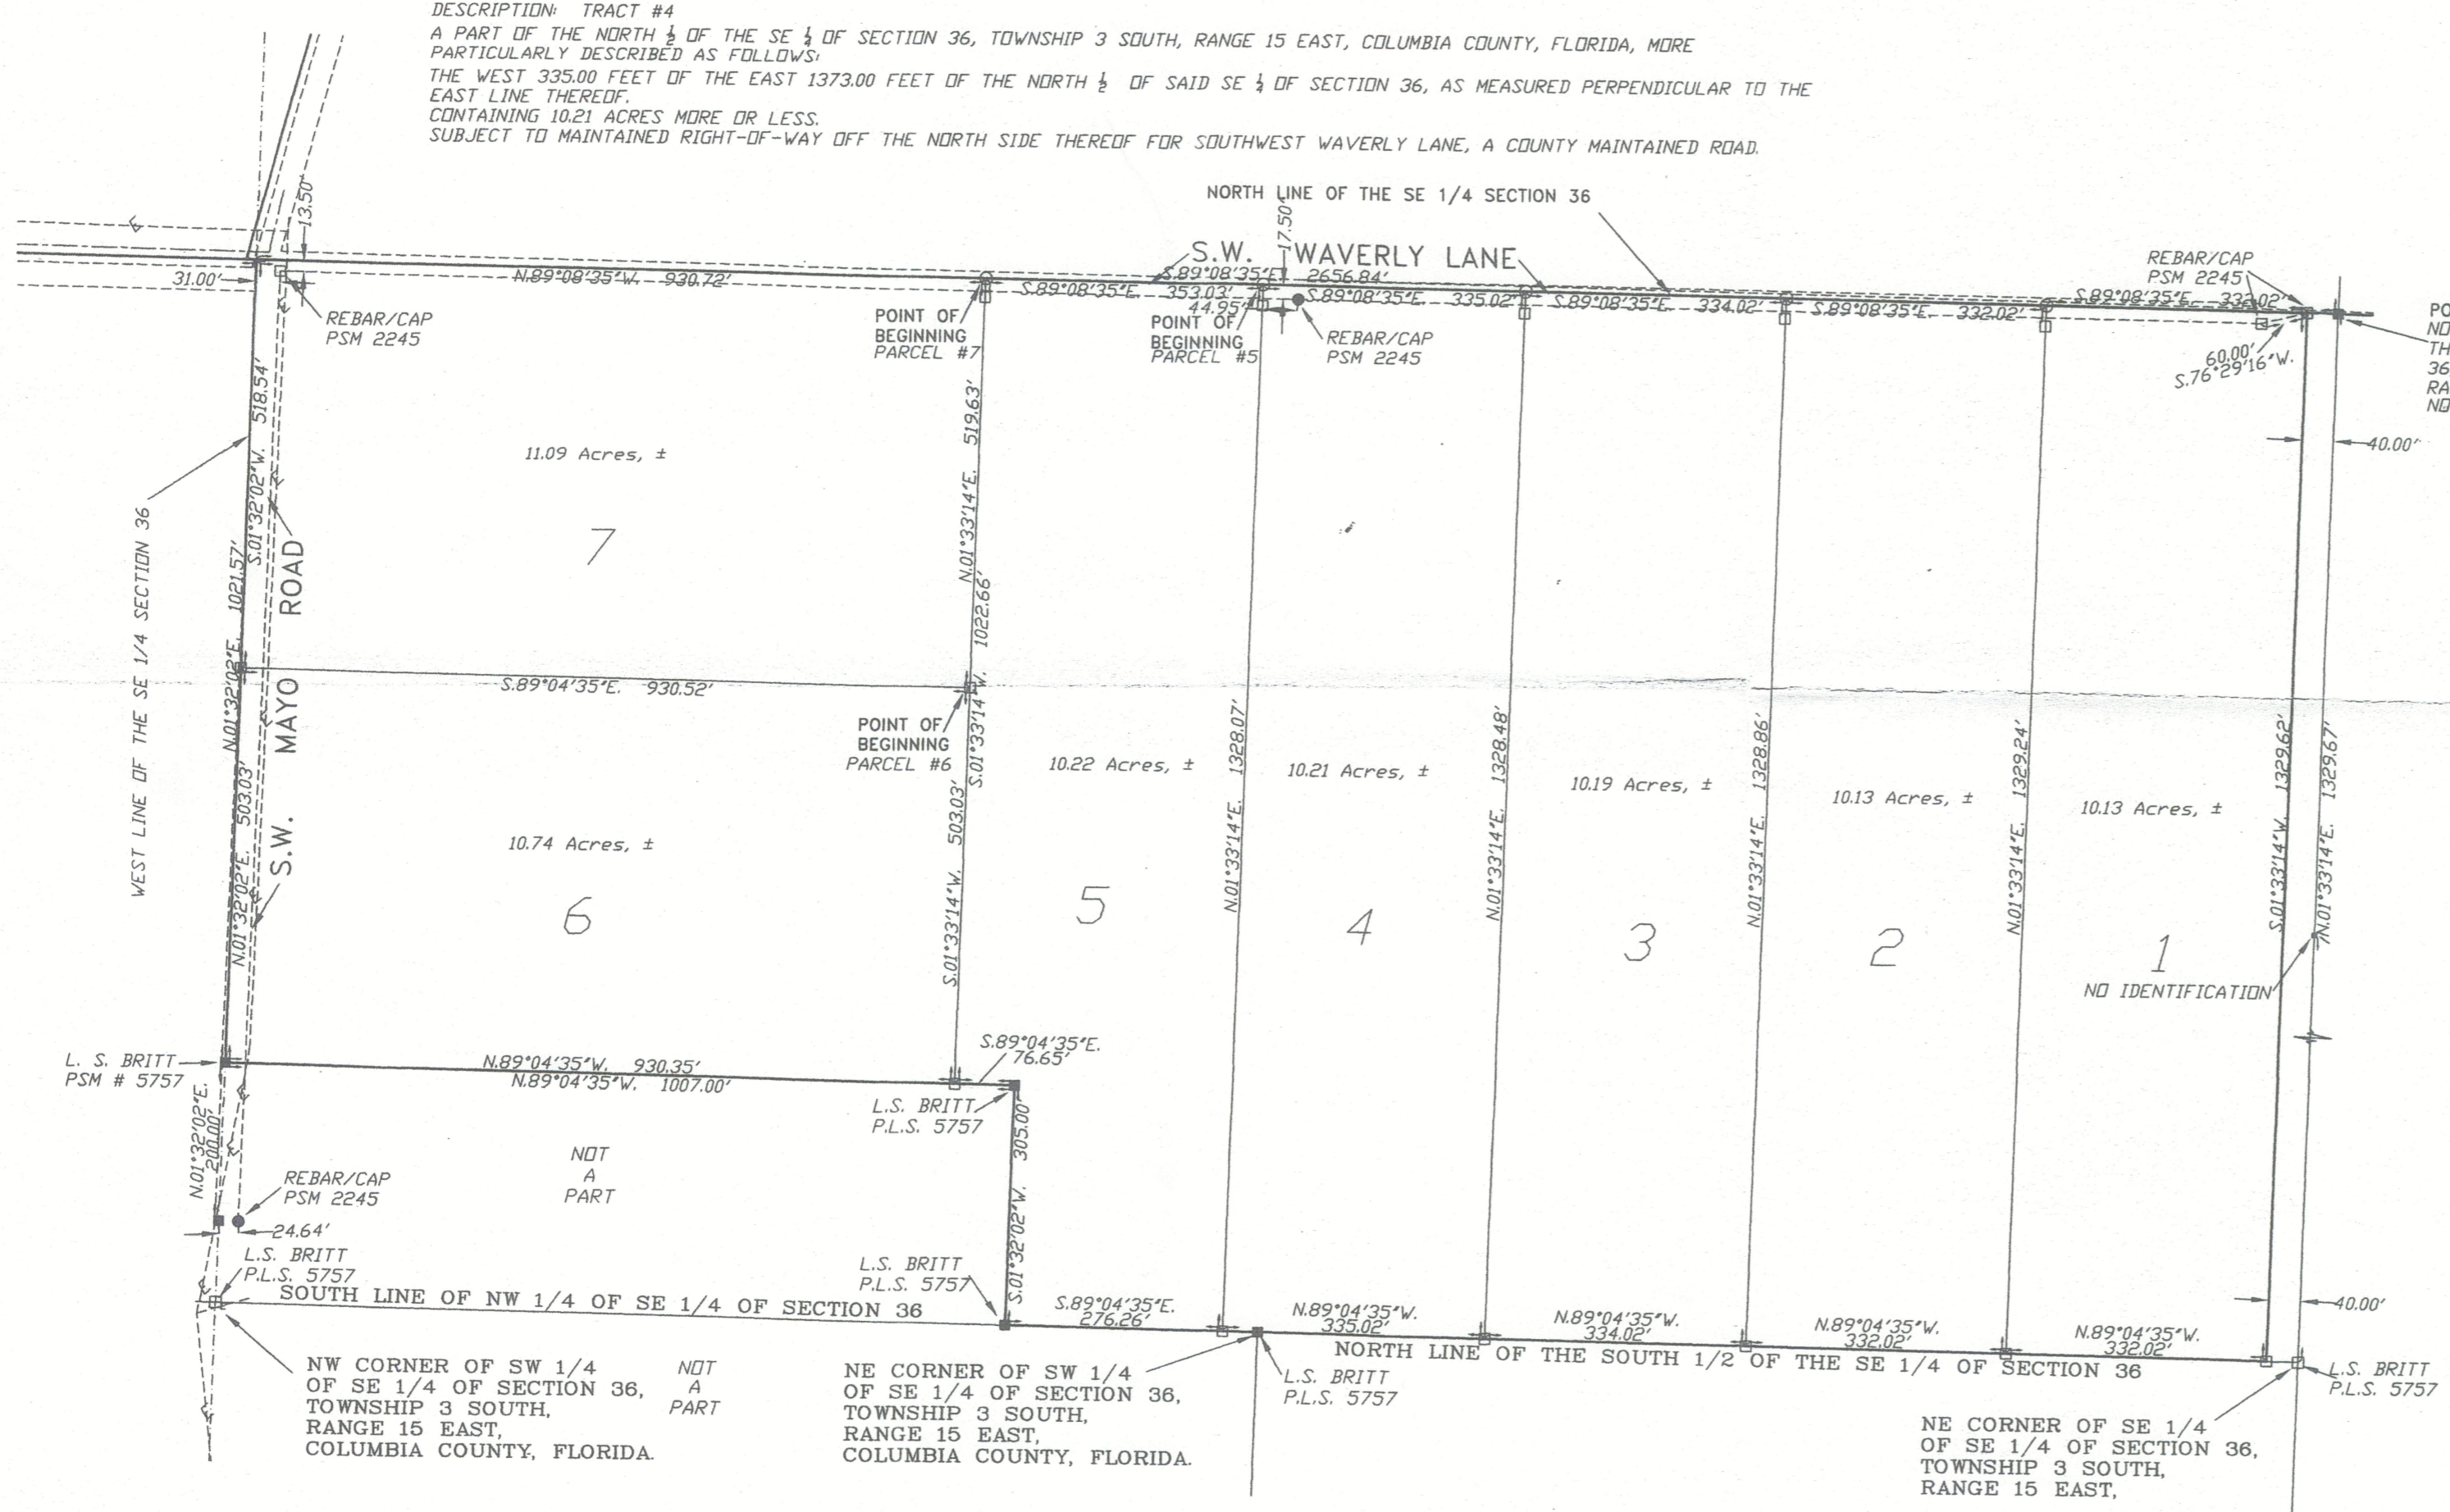 DESCRIPTION: TRACT #4
A PART OF THE NORTH ½ OF THE SE ¼ OF SECTION 36, TOWNSHIP 3 SOUTH, RANGE 15 EAST, COLUMBIA COUNTY, FLORIDA, MORE
PARTICULARLY DESCRIBED AS FOLLOWS:
THE WEST 335.00 FEET OF THE EAST 1373.00 FEET OF THE NORTH ½ OF SAID SE ¼ OF SECTION 36, AS MEASURED PERPENDICULAR TO THE
EAST LINE THEREOF.
CONTAINING 10.21 ACRES MORE OR LESS.
SUBJECT TO MAINTAINED RIGHT-OF-WAY OFF THE NORTH SIDE THEREOF FOR SOUTHWEST WAVERLY LANE, A COUNTY MAINTAINED ROAD.
NORTH LINE OF THE SE 1/4 SECTION 36
13.50'
17.50'
S.W. WAVERLY LANE
REBAR/CAP
PSM 2245
31.00'
N.89°08'35"W. 930.72'
S.89°08'35"E. 2656.84'
S.89°08'35"E. 353.03'
S.89°08'35"E. 335.02'
S.89°08'35"E. 334.02'
S.89°08'35"E. 332.02'
S.89°08'35"E. 332.02'
44.95'
REBAR/CAP
PSM 2245
POINT OF
BEGINNING
PARCEL #7
POINT OF
BEGINNING
PARCEL #5
REBAR/CAP
PSM 2245
60.00'
S.76°29'16"W.
PO
NO
TH
36
RA
NO
40.00'
WEST LINE OF THE SE 1/4 SECTION 36
S.01°32'02"W. 518.54'
N.01°32'02"E. 1021.57'
N.01°32'02"E. 503.03'
S.W. MAYO ROAD
11.09 Acres, ±
7
N.01°33'14"E. 519.63'
S.01°33'14"W. 1022.66'
S.89°04'35"E. 930.52'
POINT OF
BEGINNING
PARCEL #6
S.01°33'14"W. 503.03'
10.74 Acres, ±
6
10.22 Acres, ±
5
N.01°33'14"E. 1328.07'
10.21 Acres, ±
4
N.01°33'14"E. 1328.48'
10.19 Acres, ±
3
N.01°33'14"E. 1328.86'
10.13 Acres, ±
2
N.01°33'14"E. 1329.24'
10.13 Acres, ±
1
S.01°33'14"W. 1329.62'
N.01°33'14"E. 1329.67'
NO IDENTIFICATION
L. S. BRITT
PSM # 5757
N.89°04'35"W. 930.35'
N.89°04'35"W. 1007.00'
S.89°04'35"E.
76.65'
L.S. BRITT
P.L.S. 5757
N.01°32'02"E.
200.00'
S.01°32'02"W. 305.00'
NOT
A
PART
REBAR/CAP
PSM 2245
24.64'
L.S. BRITT
P.L.S. 5757
L.S. BRITT
P.L.S. 5757
SOUTH LINE OF NW 1/4 OF SE 1/4 OF SECTION 36
S.89°04'35"E.
276.26'
N.89°04'35"W.
335.02'
N.89°04'35"W.
334.02'
N.89°04'35"W.
332.02'
N.89°04'35"W.
332.02'
40.00'
NORTH LINE OF THE SOUTH 1/2 OF THE SE 1/4 OF SECTION 36
L.S. BRITT
P.L.S. 5757
L.S. BRITT
P.L.S. 5757
NW CORNER OF SW 1/4
OF SE 1/4 OF SECTION 36,
TOWNSHIP 3 SOUTH,
RANGE 15 EAST,
COLUMBIA COUNTY, FLORIDA.
NOT
A
PART
NE CORNER OF SW 1/4
OF SE 1/4 OF SECTION 36,
TOWNSHIP 3 SOUTH,
RANGE 15 EAST,
COLUMBIA COUNTY, FLORIDA.
NE CORNER OF SE 1/4
OF SE 1/4 OF SECTION 36,
TOWNSHIP 3 SOUTH,
RANGE 15 EAST,